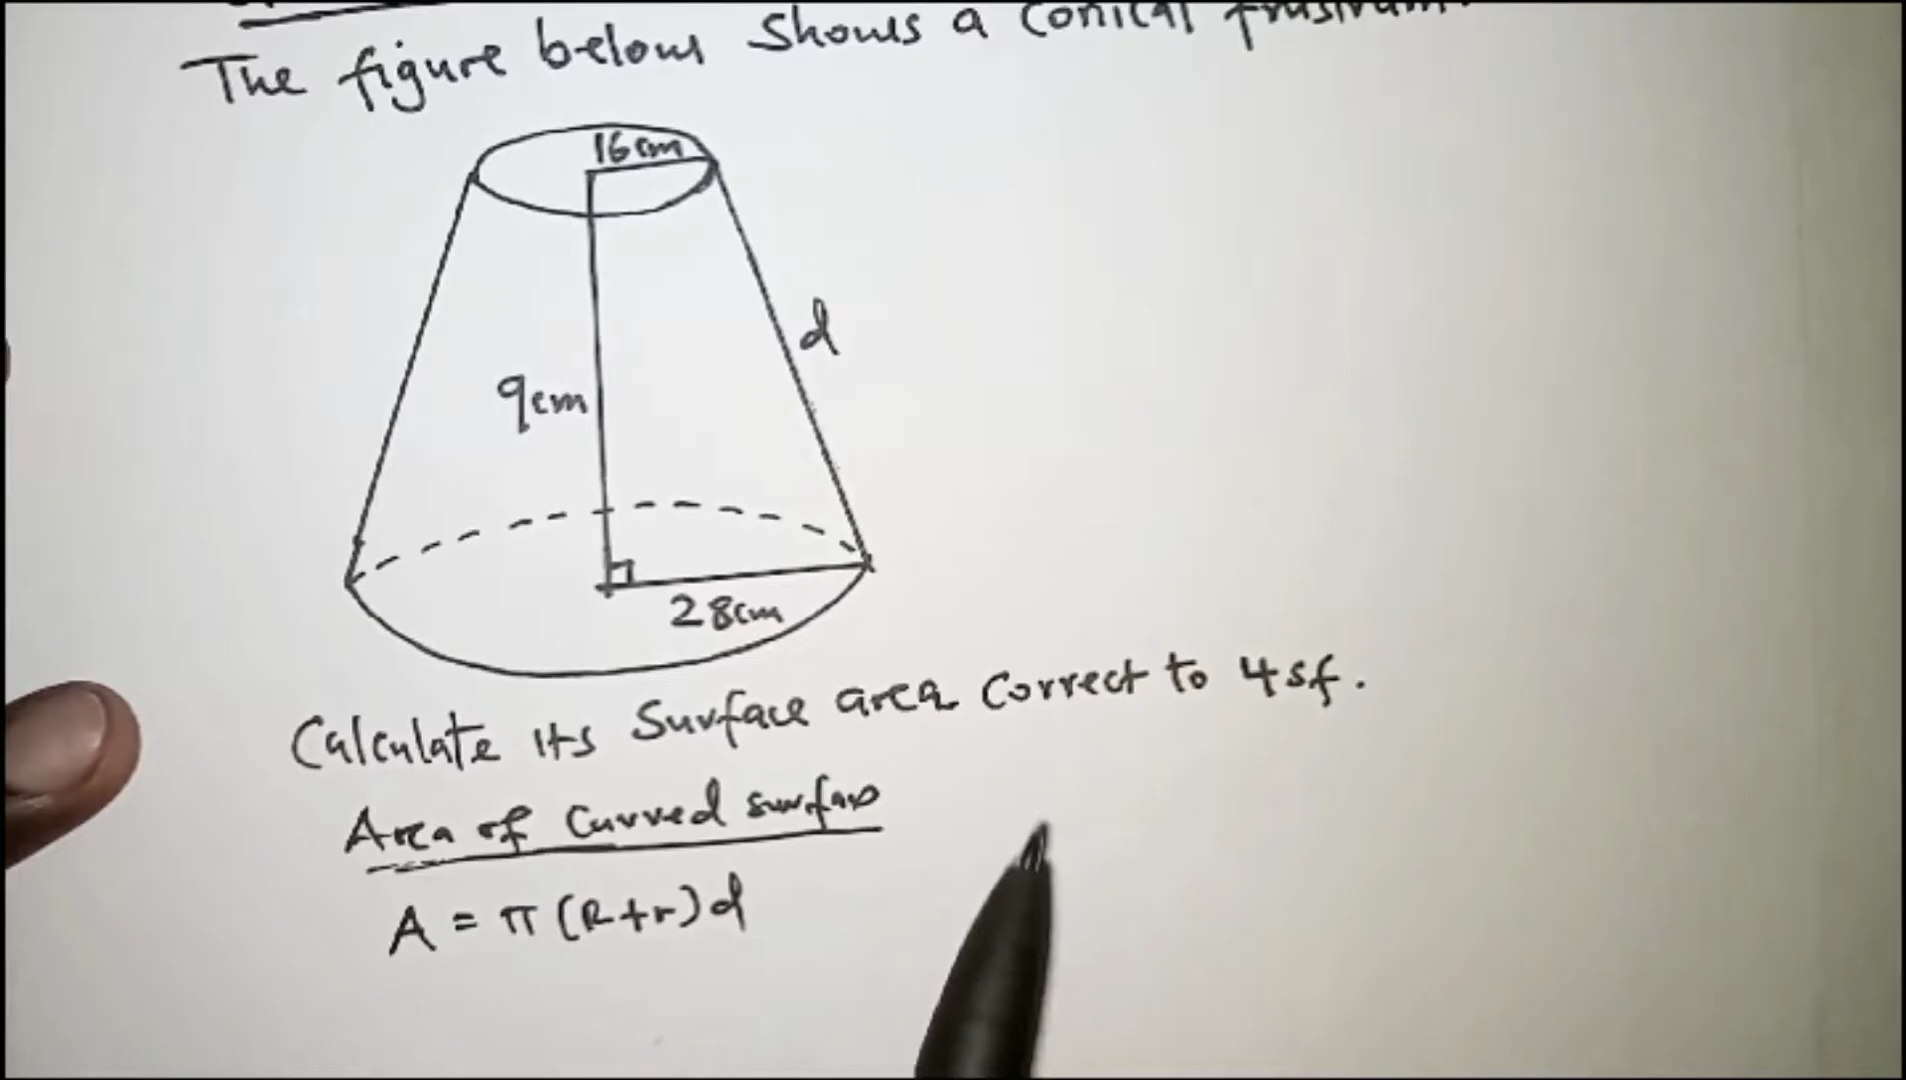 The figure below shows a conical frustrum.
16cm
d
9cm
28cm
Calculate its surface area correct to 4sf.
Area of curved surface
A = π (R+r)d